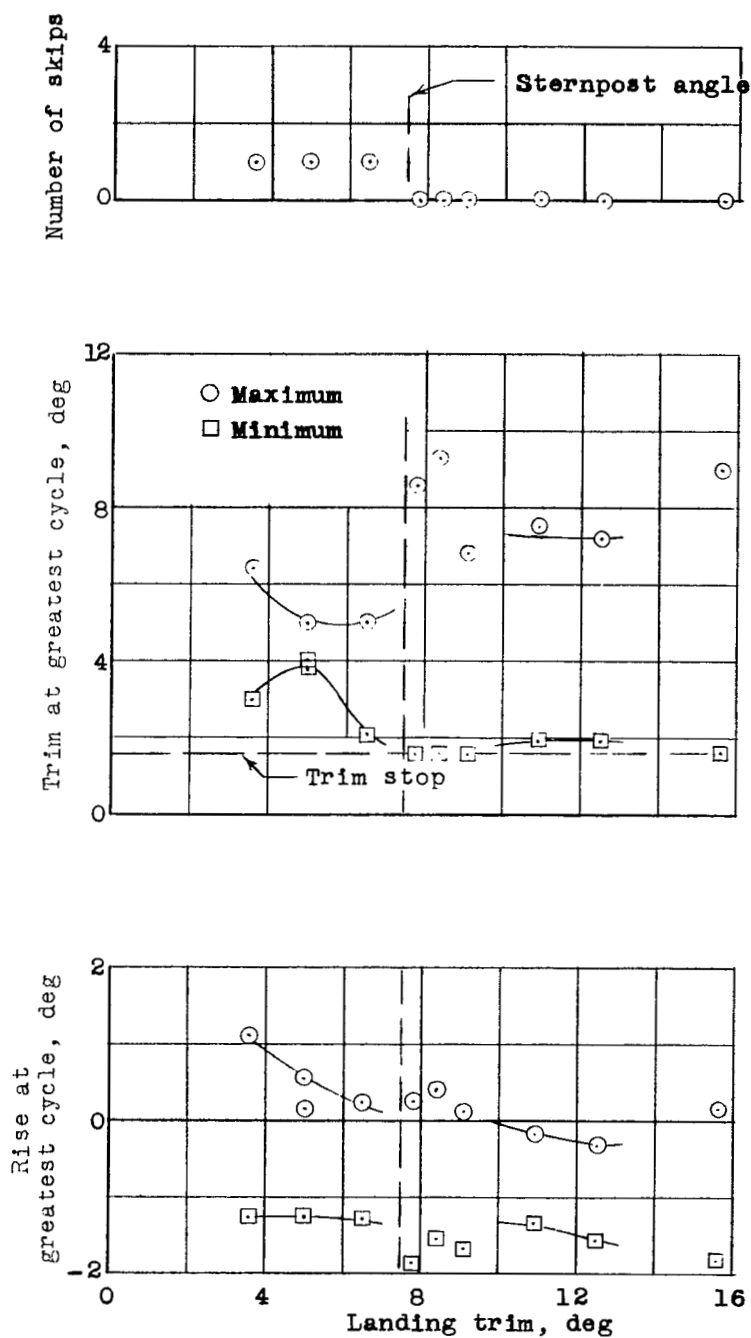 Number of skips
4
0
Sternpost angle
Trim at greatest cycle, deg
12
8
4
0
Maximum
Minimum
Trim stop
Rise at
greatest cycle, deg
2
0
-2
0 4 8 12 16
Landing trim, deg